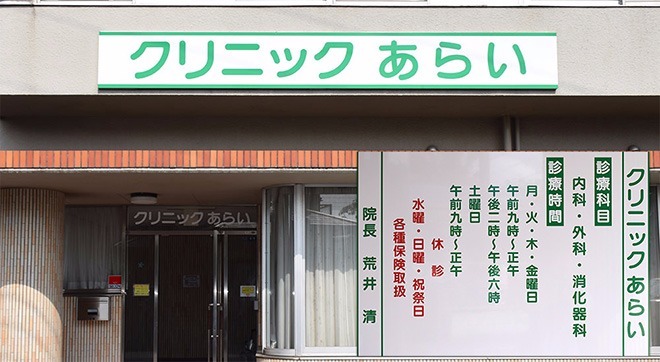 クリニック あらい
クリニック あらい
クリニックあらい
診療科目
内科・外科・消化器科
診療時間
月・火・木・金曜日
午前九時～正午
午後二時～午後六時
土曜日
午前九時～正午
休診
水曜・日曜・祝祭日
各種保険取扱
院長 荒井 清